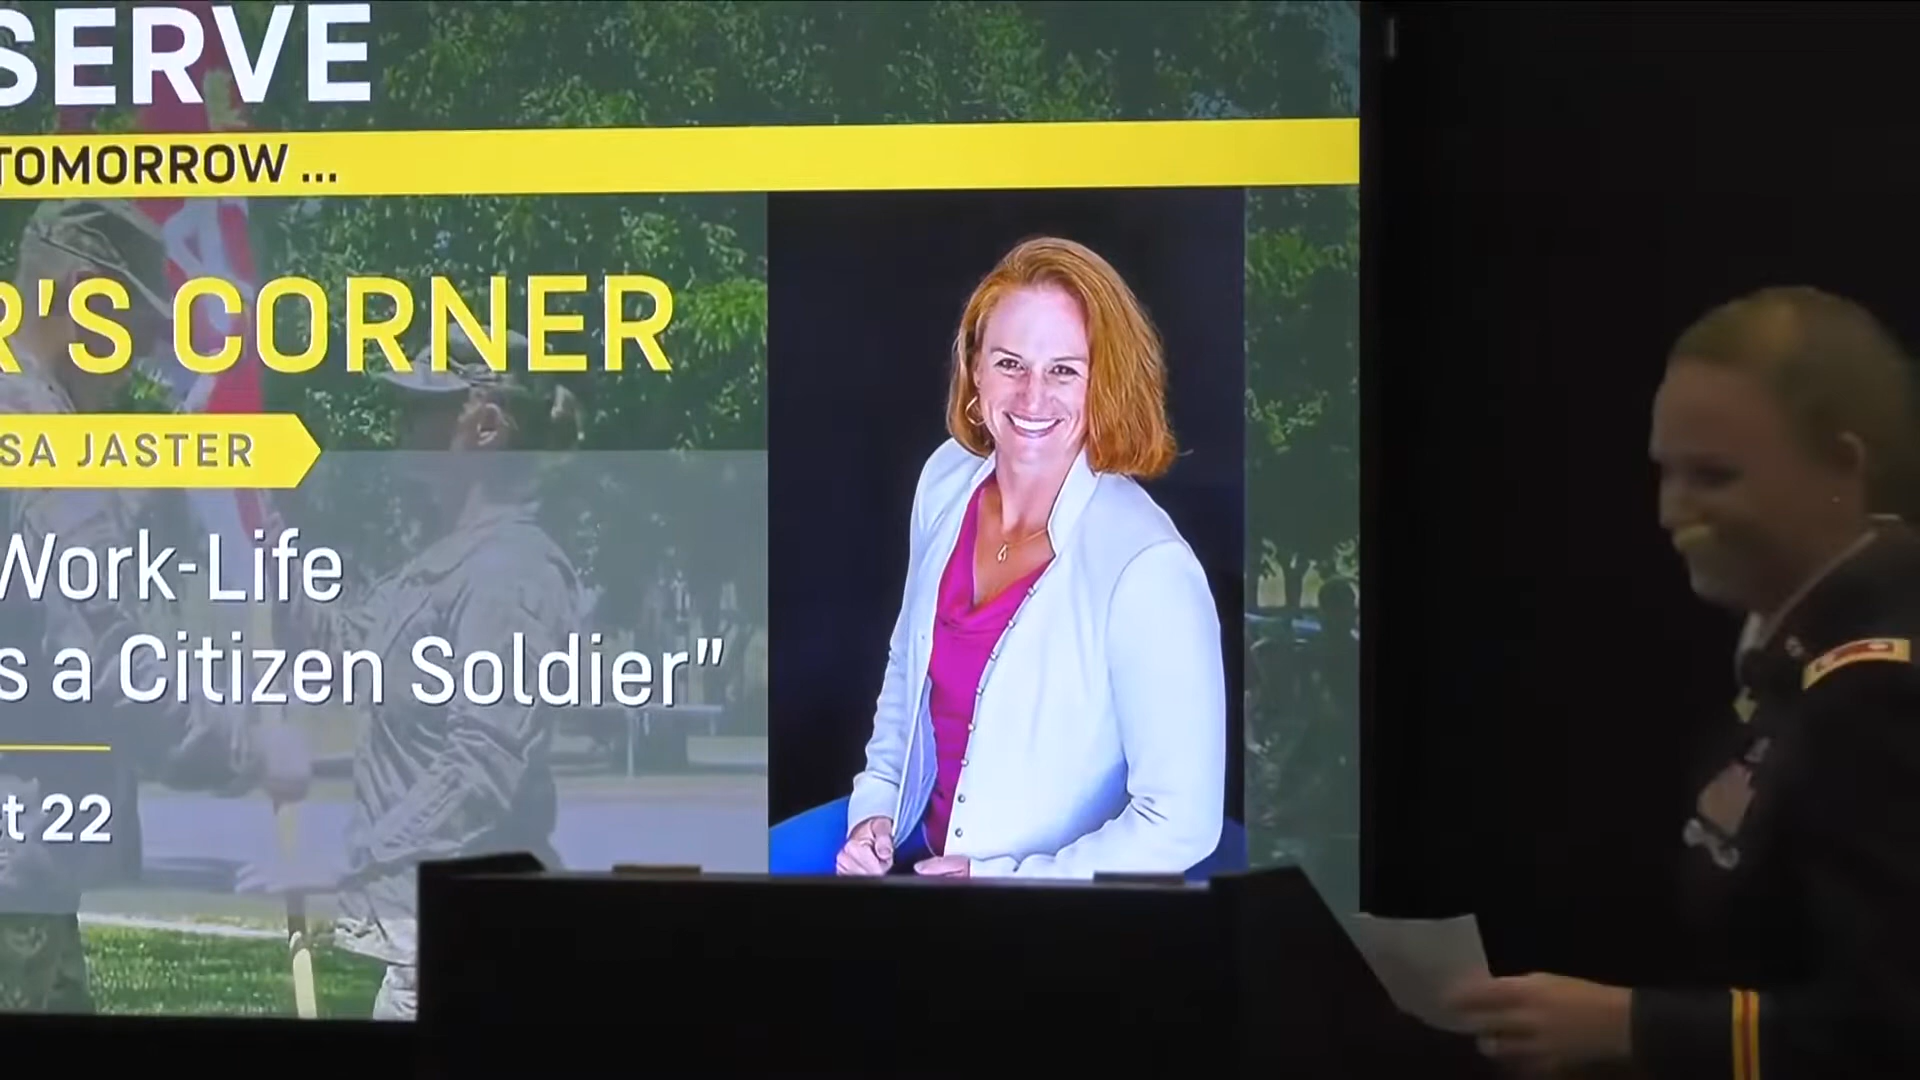 SERVE
TOMORROW ...
R'S CORNER
SA JASTER
Work-Life
s a Citizen Soldier”
t 22